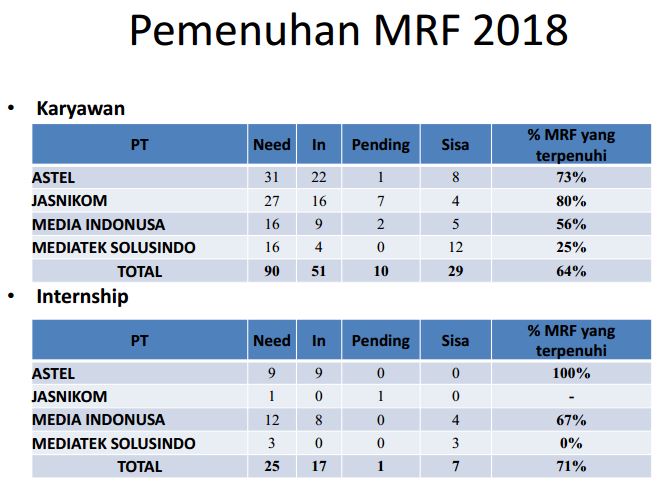 Pemenuhan MRF 2018
• Karyawan
PT Need In Pending Sisa % MRF yang terpenuhi
ASTEL 31 22 1 8 73%
JASNIKOM 27 16 7 4 80%
MEDIA INDONUSA 16 9 2 5 56%
MEDIATEK SOLUSINDO 16 4 0 12 25%
TOTAL 90 51 10 29 64%
• Internship
PT Need In Pending Sisa % MRF yang terpenuhi
ASTEL 9 9 0 0 100%
JASNIKOM 1 0 1 0 -
MEDIA INDONUSA 12 8 0 4 67%
MEDIATEK SOLUSINDO 3 0 0 3 0%
TOTAL 25 17 1 7 71%